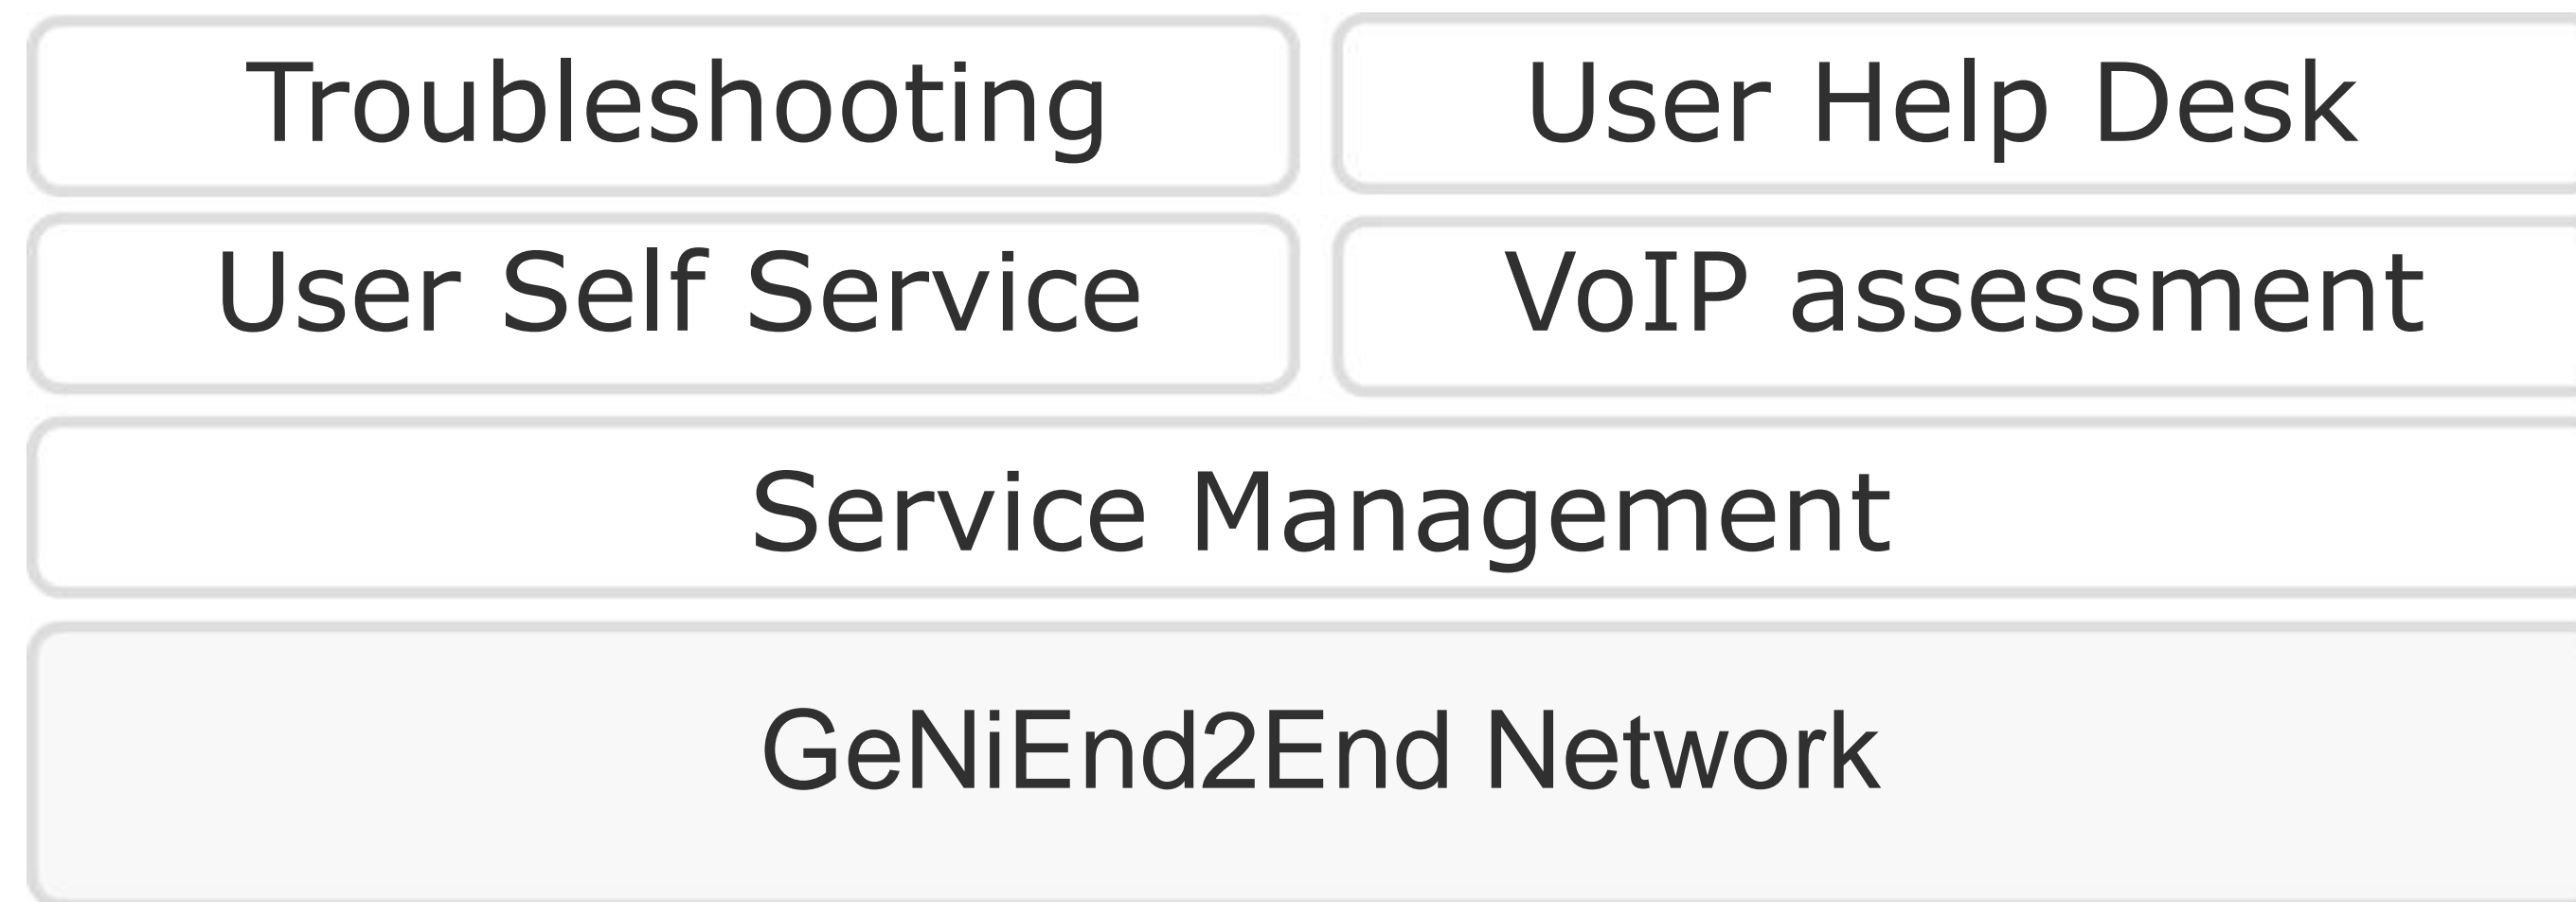 Troubleshooting
User Help Desk
User Self Service
VoIP assessment
Service Management
GeNiEnd2End Network